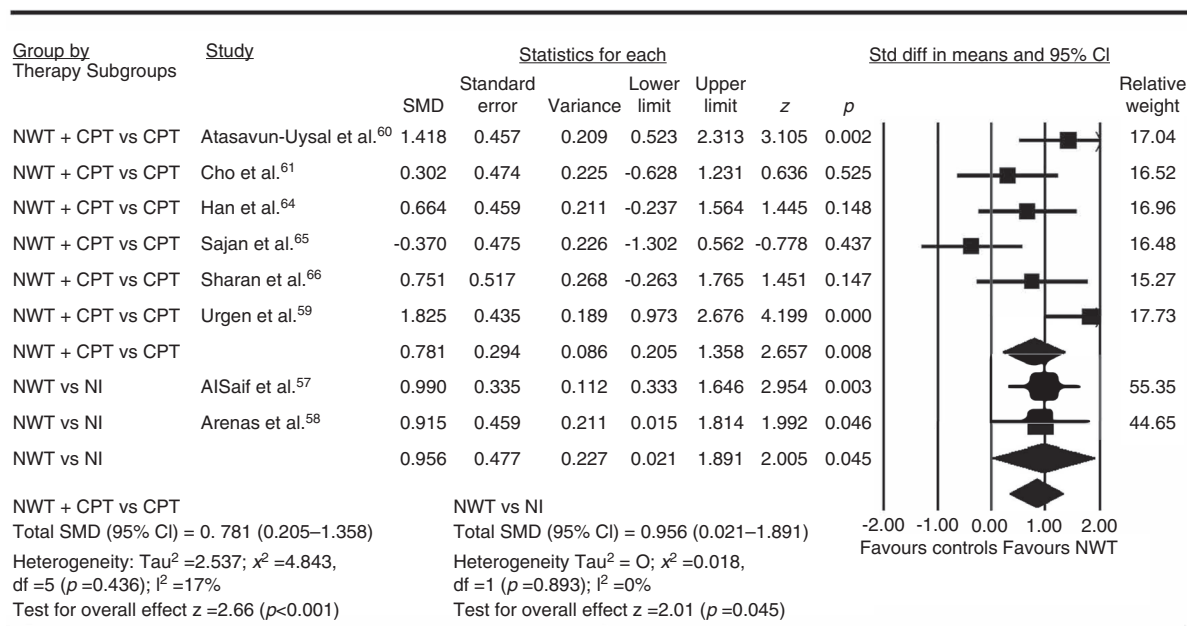 Group by Study Statistics for each Std diff in means and 95% CI
Therapy Subgroups
SMD Standard error Variance Lower limit Upper limit z p Relative weight
NWT + CPT vs CPT Atasavun-Uysal et al.60 1.418 0.457 0.209 0.523 2.313 3.105 0.002 17.04
NWT + CPT vs CPT Cho et al.61 0.302 0.474 0.225 -0.628 1.231 0.636 0.525 16.52
NWT + CPT vs CPT Han et al.64 0.664 0.459 0.211 -0.237 1.564 1.445 0.148 16.96
NWT + CPT vs CPT Sajan et al.65 -0.370 0.475 0.226 -1.302 0.562 -0.778 0.437 16.48
NWT + CPT vs CPT Sharan et al.66 0.751 0.517 0.268 -0.263 1.765 1.451 0.147 15.27
NWT + CPT vs CPT Urgen et al.59 1.825 0.435 0.189 0.973 2.676 4.199 0.000 17.73
NWT + CPT vs CPT 0.781 0.294 0.086 0.205 1.358 2.657 0.008
NWT vs NI AlSaif et al.57 0.990 0.335 0.112 0.333 1.646 2.954 0.003 55.35
NWT vs NI Arenas et al.58 0.915 0.459 0.211 0.015 1.814 1.992 0.046 44.65
NWT vs NI 0.956 0.477 0.227 0.021 1.891 2.005 0.045
-2.00 -1.00 0.00 1.00 2.00
Favours controls Favours NWT
NWT + CPT vs CPT
Total SMD (95% CI) = 0. 781 (0.205–1.358)
Heterogeneity: Tau2 =2.537; x2 =4.843,
df =5 (p =0.436); I2 =17%
Test for overall effect z =2.66 (p<0.001)
NWT vs NI
Total SMD (95% CI) = 0.956 (0.021–1.891)
Heterogeneity Tau2 = O; x2 =0.018,
df =1 (p =0.893); I2 =0%
Test for overall effect z =2.01 (p =0.045)